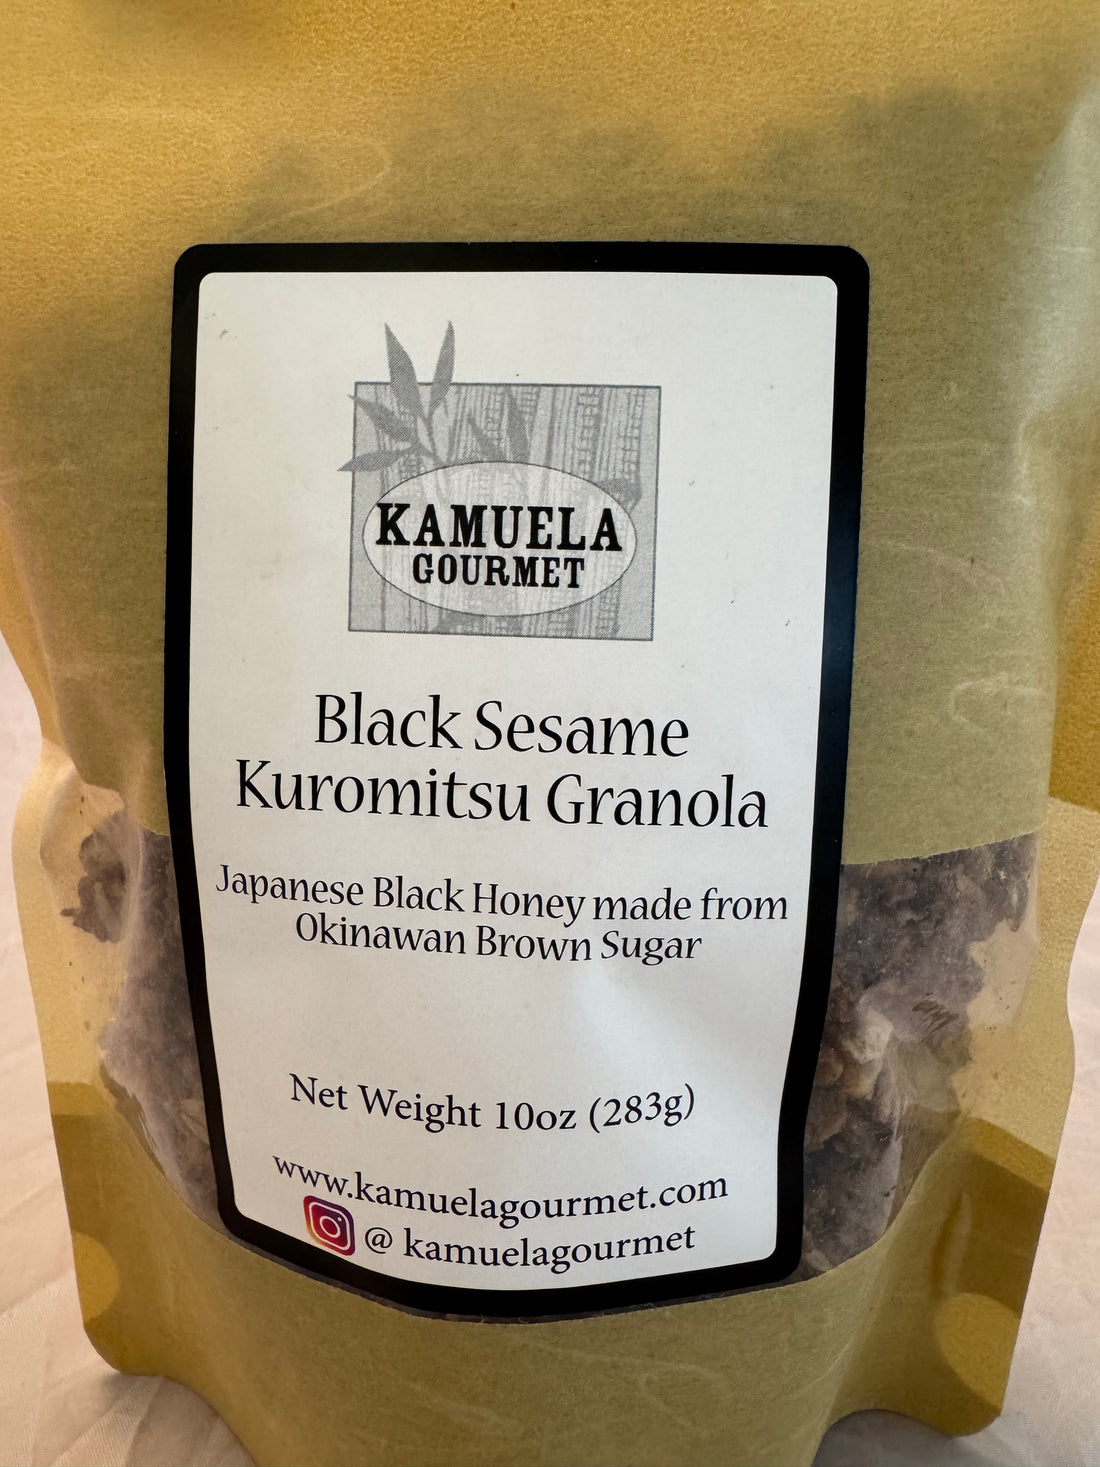 KAMUELA
GOURMET
Black Sesame
Kuromitsu Granola
Japanese Black Honey made from
Okinawan Brown Sugar
Net Weight 10oz (283g)
www.kamuelagourmet.com
@ kamuelagourmet